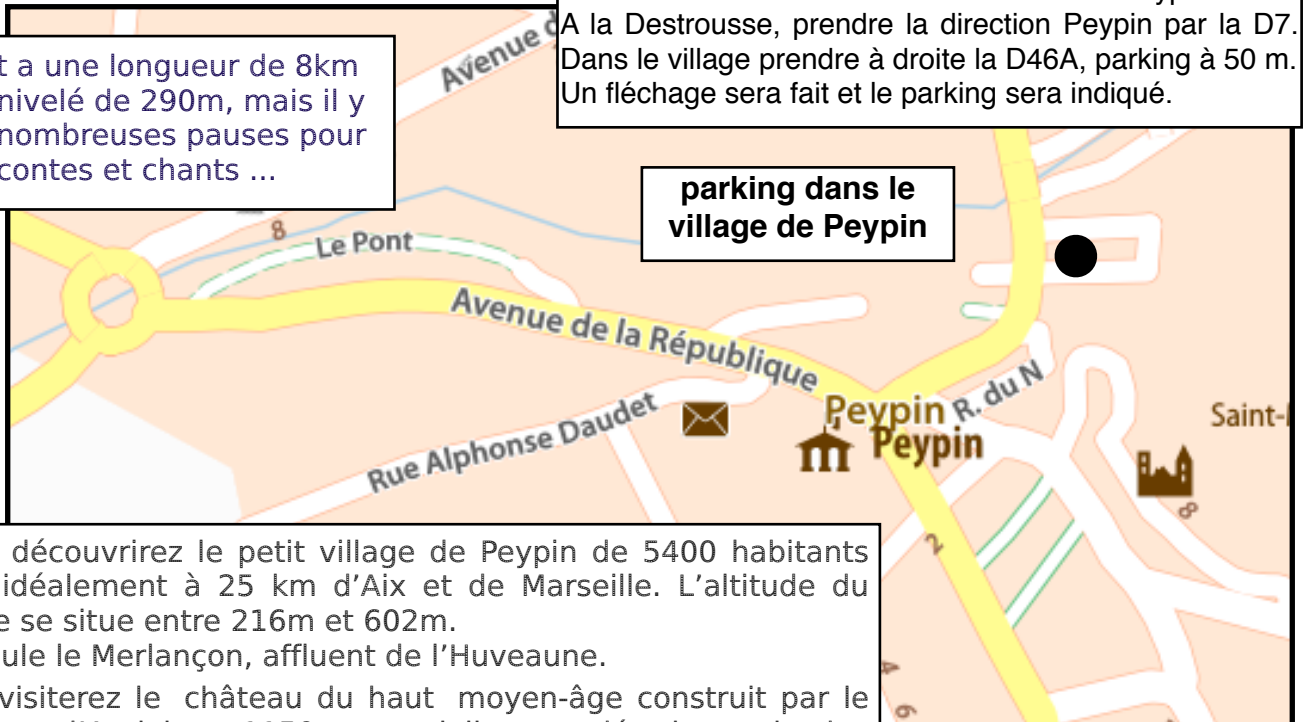 A la Destrousse, prendre la direction Peypin par la D7.
Dans le village prendre à droite la D46A, parking à 50 m.
Un fléchage sera fait et le parking sera indiqué.
a une longueur de 8km
nivelé de 290m, mais il y
nombreuses pauses pour
contes et chants ...
Avenue
parking dans le
village de Peypin
8
Le Pont
Avenue de la République
Rue Alphonse Daudet
Peypin
R. du N
Peypin
Saint-
8
2
découvrirez le petit village de Peypin de 5400 habitants
idéalement à 25 km d'Aix et de Marseille. L'altitude du
se situe entre 216m et 602m.
le Merlançon, affluent de l'Huveaune.
visiterez le château du haut moyen-âge construit par le
4
6